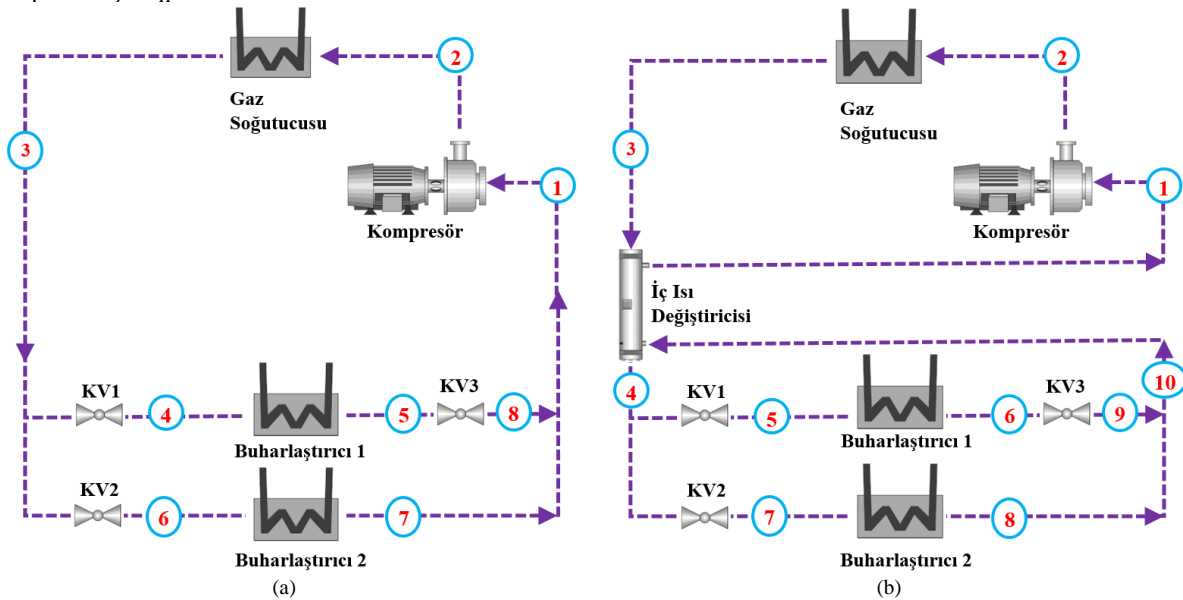 2
Gaz
Soğutucusu
3
1
Kompresör
KV1
KV3
4
5
8
Buharlaştırıcı 1
KV2
6
7
Buharlaştırıcı 2
(a)
2
Gaz
Soğutucusu
3
1
Kompresör
İç Isı
Değiştiricisi
4
KV1
KV3
10
5
6
9
Buharlaştırıcı 1
KV2
7
8
Buharlaştırıcı 2
(b)